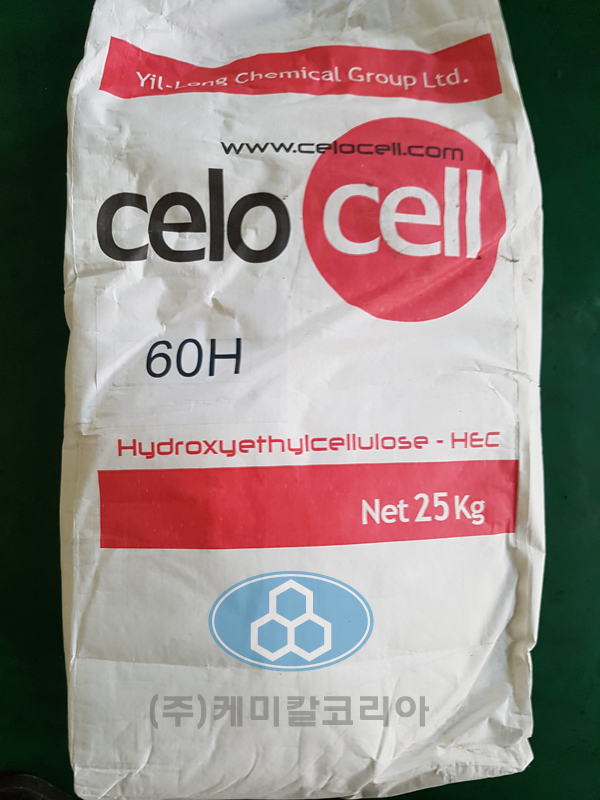 Yil-Long Chemical Group Ltd.
www.celocell.com
celo cell
60H
Hydroxyethylcellulose - HEC
Net 25 Kg
(주)케미칼코리아